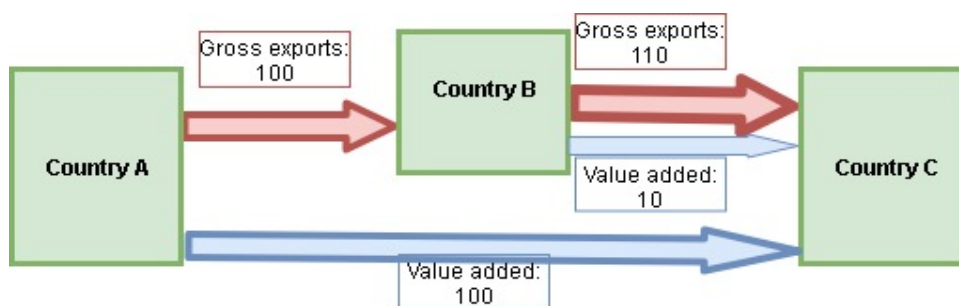 Gross exports:
100
Gross exports:
110
Country B
Country A
Country C
Value added:
10
Value added:
100